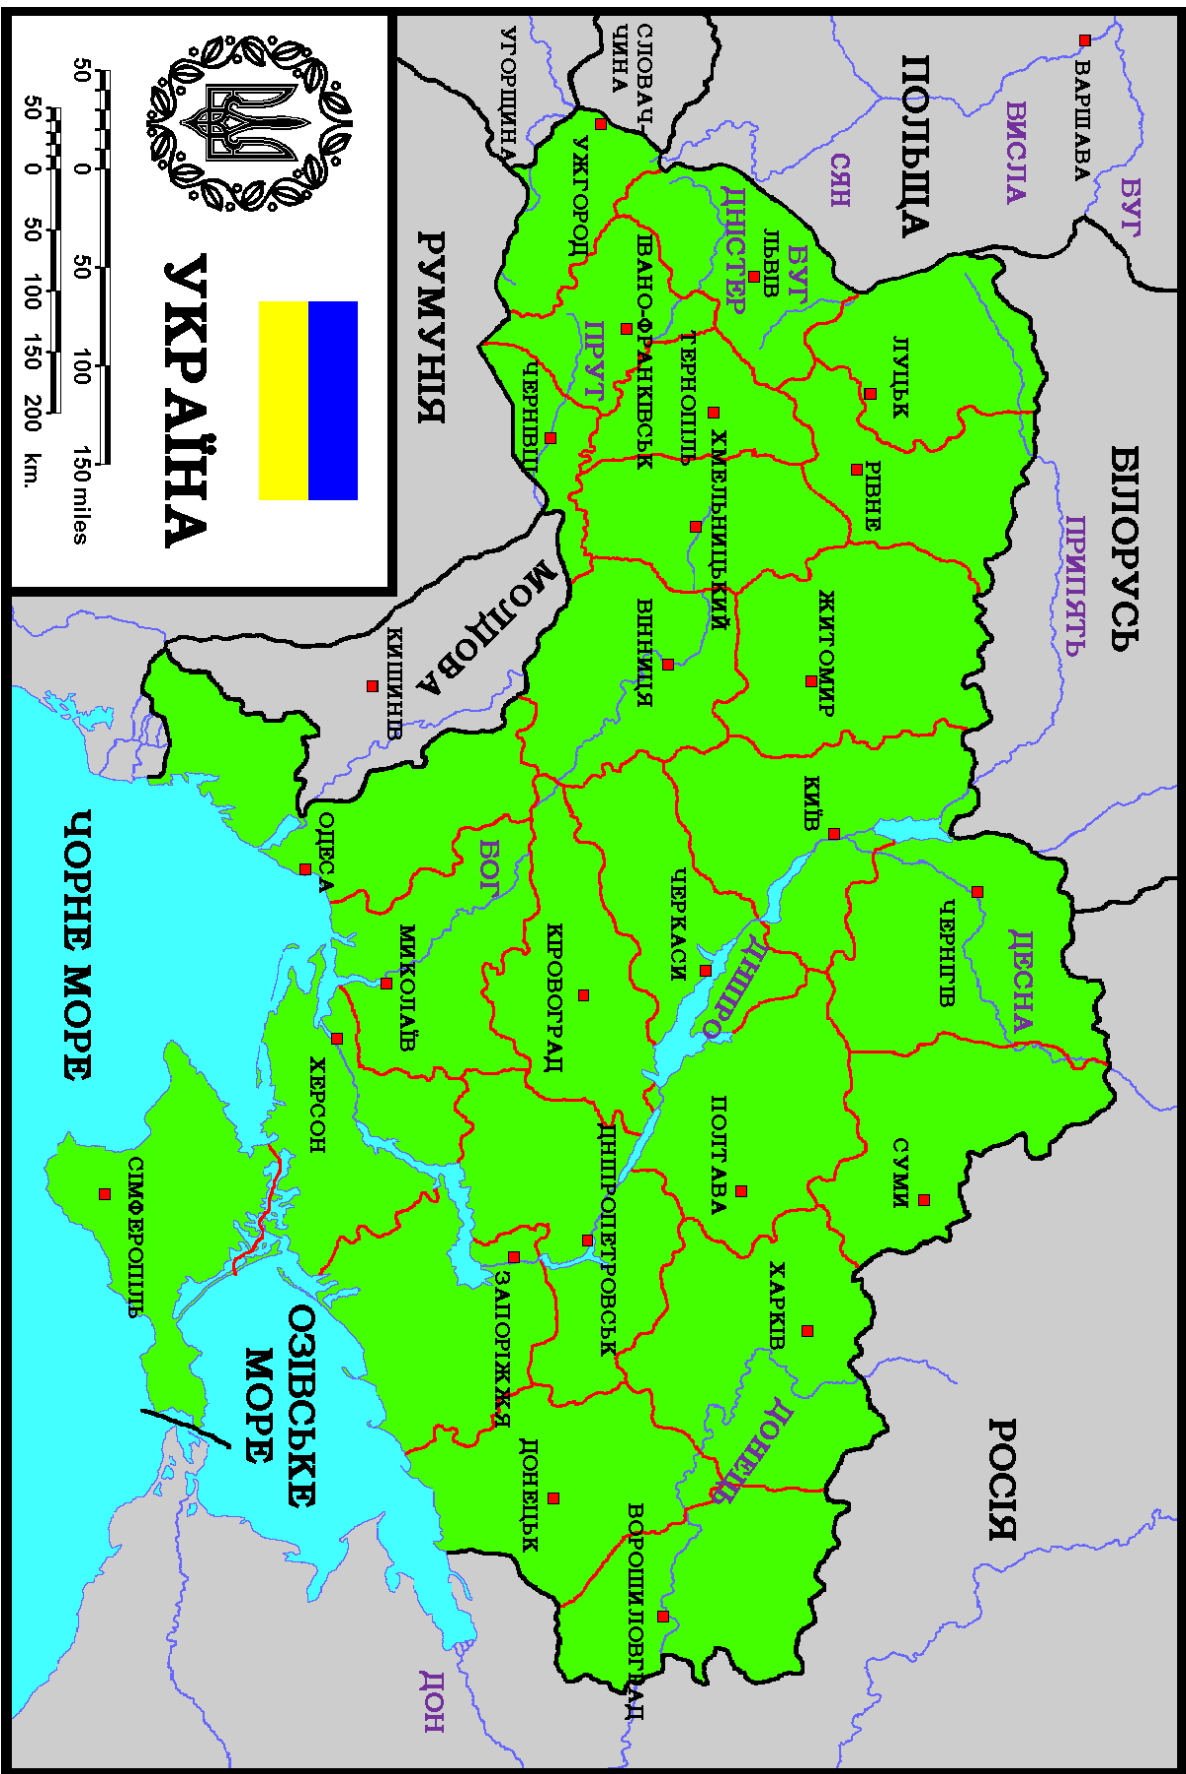 ВАРШАВА
БУГ
ВИСЛА
ПОЛЬЩА
СЯН
БІЛОРУСЬ
ПРИПЯТЬ
РОСІЯ
СЛОВАЧ-
ЧИНА
УГОРЩИНА
РУМУНІЯ
МОЛДОВА
КИШИНІВ
ЛУЦЬК
РІВНЕ
ЖИТОМИР
КИЇВ
ЧЕРНІГІВ
ДЕСНА
СУМИ
БУГ
ЛЬВІВ
ДНІСТЕР
ТЕРНОПІЛЬ
ХМЕЛЬНИЦЬКИЙ
ВІННИЦЯ
ЧЕРКАСИ
ДНІПРО
ПОЛТАВА
ХАРКІВ
ДОНЕЦЬ
УЖГОРОД
ІВАНО-ФРАНКІВСЬК
ПРУТ
ЧЕРНІВЦІ
КІРОВОГРАД
ДНІПРОПЕТРОВСЬК
ВОРОШИЛОВГРАД
БОГ
ЗАПОРІЖЖЯ
ДОНЕЦЬК
ОДЕСА
МИКОЛАЇВ
ХЕРСОН
ДОН
СІМФЕРОПІЛЬ
ЧОРНЕ МОРЕ
ОЗІВСЬКЕ
МОРЕ
УКРАЇНА
50 0 50 100 150 miles
50 0 50 100 150 200 km.